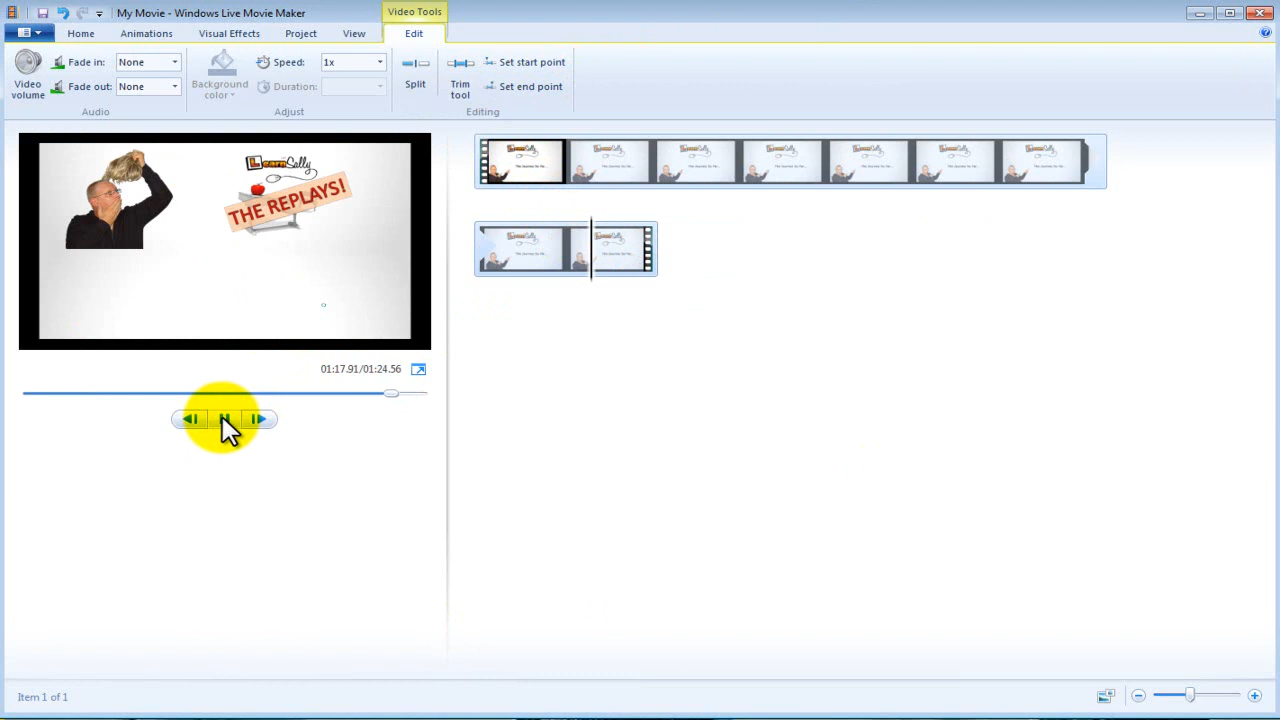 My Movie - Windows Live Movie Maker
Video Tools
Home Animations Visual Effects Project View Edit
Video volume
Fade in: None
Fade out: None
Audio
Background color
Speed: 1x
Duration:
Adjust
Split
Trim tool
Set start point
Set end point
Editing
LearnSally
THE REPLAYS!
01:17.91/01:24.56
Item 1 of 1